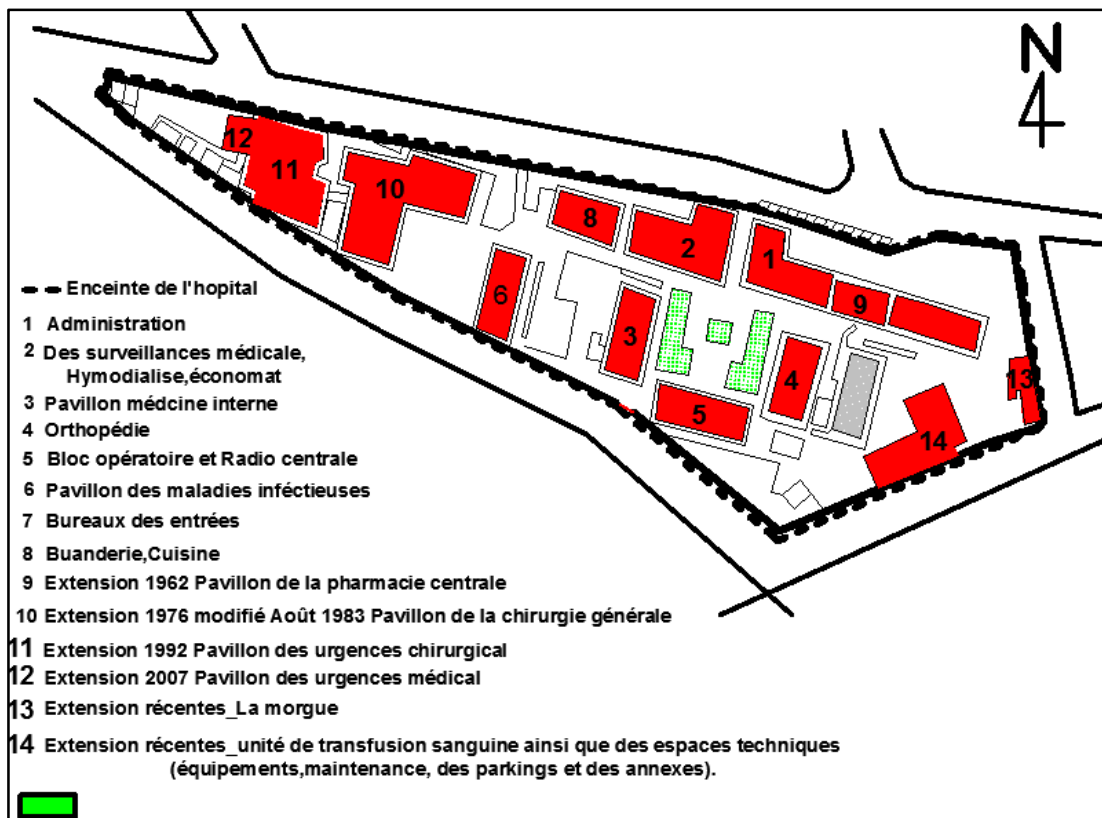 N
12
11
10
8
2
1
9
6
3
4
5
13
14
Enceinte de l'hopital
1 Administration
2 Des surveillances médicale,
Hymodialise,économat
3 Pavillon médcine interne
4 Orthopédie
5 Bloc opératoire et Radio centrale
6 Pavillon des maladies inféctieuses
7 Bureaux des entrées
8 Buanderie,Cuisine
9 Extension 1962 Pavillon de la pharmacie centrale
10 Extension 1976 modifié Août 1983 Pavillon de la chirurgie générale
11 Extension 1992 Pavillon des urgences chirurgical
12 Extension 2007 Pavillon des urgences médical
13 Extension récentes_La morgue
14 Extension récentes_unité de transfusion sanguine ainsi que des espaces techniques
(équipements,maintenance, des parkings et des annexes).